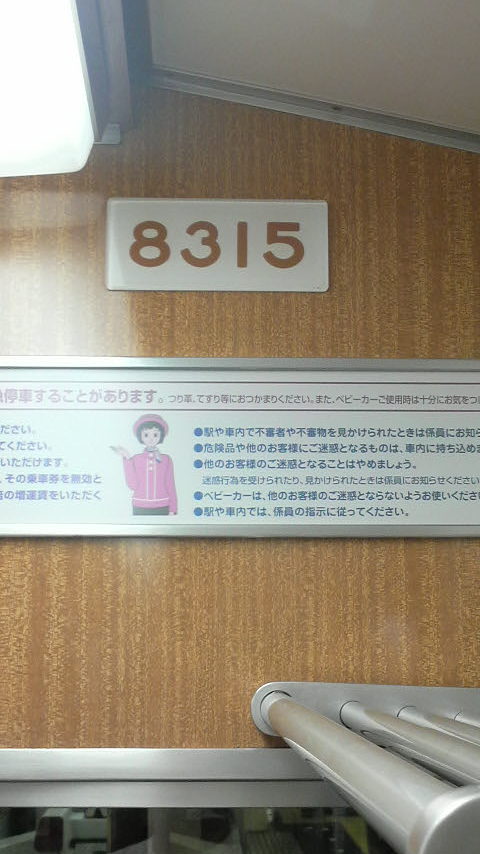 8315
停車することがあります。つり革、てすり等におつかまりください。また、ベビーカーご使用時は十分にお気をつ
ださい。
てください。
いただけます。
、その乗車券を無効と
の増運賃をいただく
●駅や車内で不審者や不審物を見かけられたときは係員にお知ら
●危険品や他のお客様にご迷惑となるものは、車内に持ち込め
●他のお客様のご迷惑となることはやめましょう。
迷惑行為を受けられたり、見かけられたときは係員にお知らせください
●ベビーカーは、他のお客様のご迷惑とならないようお使いくださ
●駅や車内では、係員の指示に従ってください。